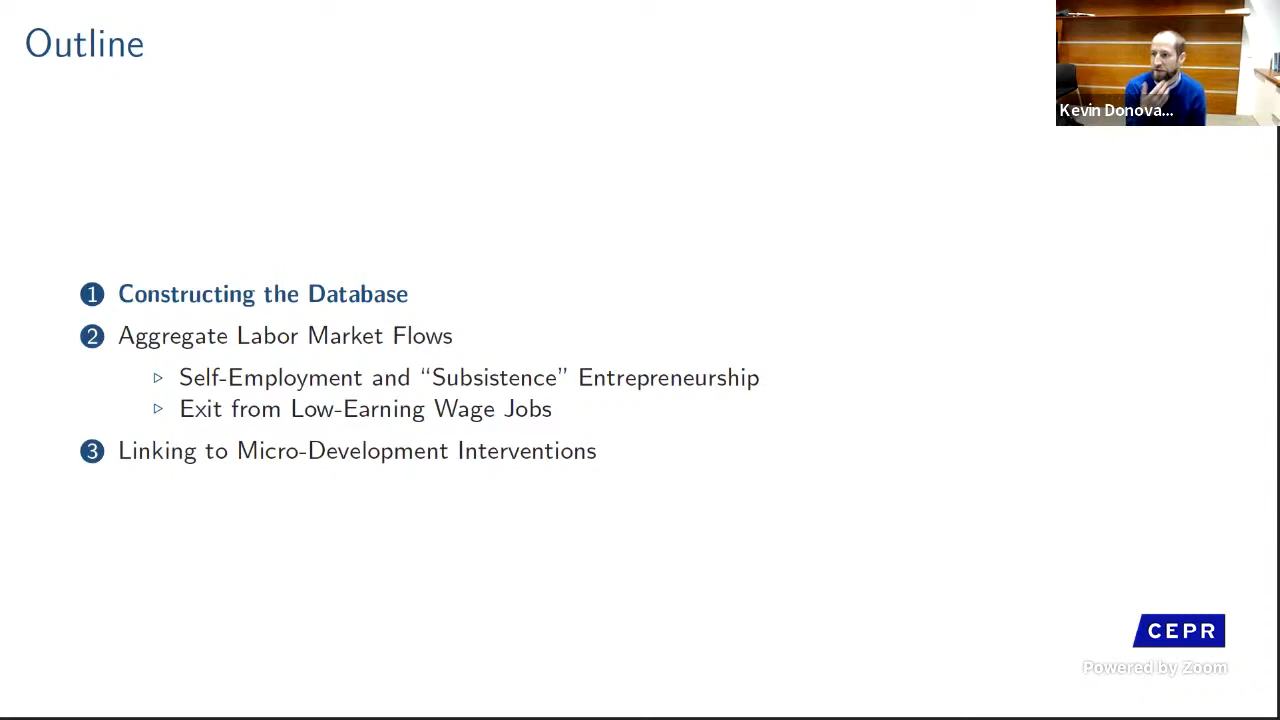 Outline
Kevin Donova...
1 Constructing the Database
2 Aggregate Labor Market Flows
▷ Self-Employment and “Subsistence” Entrepreneurship
▷ Exit from Low-Earning Wage Jobs
3 Linking to Micro-Development Interventions
CEPR
Powered by Zoom